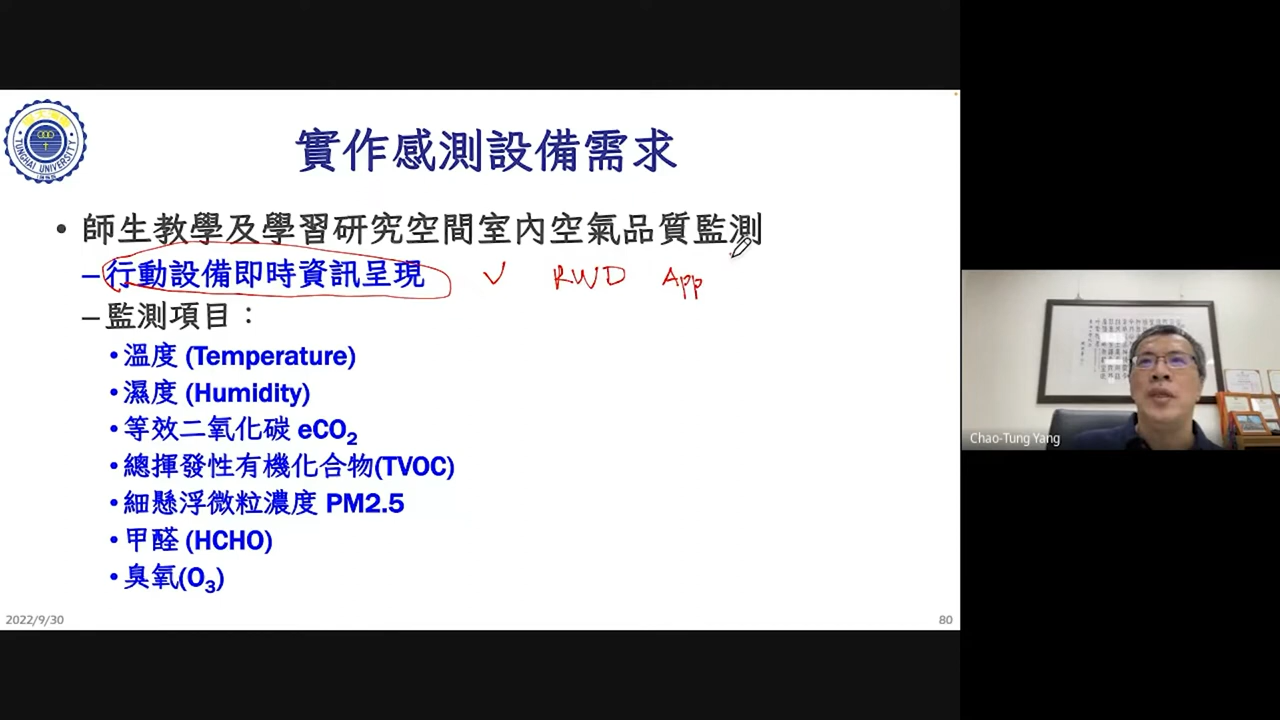 TUNGHAI UNIVERSITY
實作感測設備需求
• 師生教學及學習研究空間室內空氣品質監測
– 行動設備即時資訊呈現 ✓ RWD App
– 監測項目：
• 溫度 (Temperature)
• 濕度 (Humidity)
• 等效二氧化碳 eCO₂
• 總揮發性有機化合物(TVOC)
• 細懸浮微粒濃度 PM2.5
• 甲醛 (HCHO)
• 臭氧(O₃)
2022/9/30
80
Chao-Tung Yang